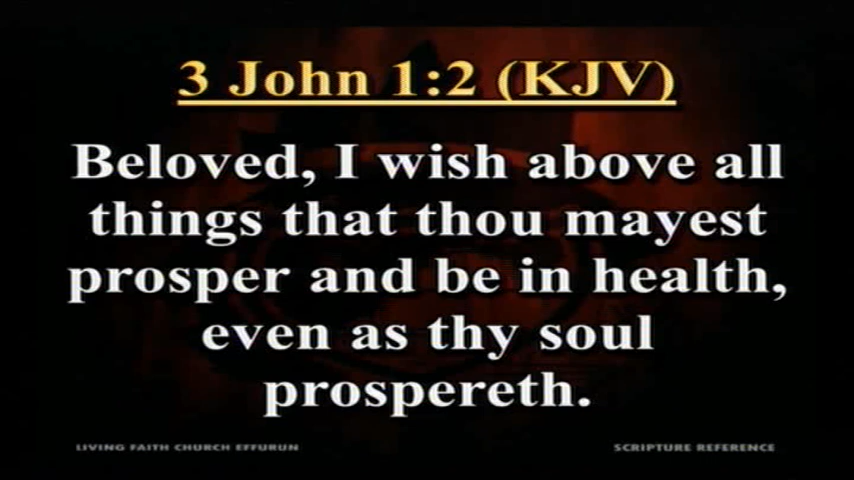 3 John 1:2 (KJV)
Beloved, I wish above all
things that thou mayest
prosper and be in health,
even as thy soul
prospereth.
LIVING FAITH CHURCH EFFURUN
SCRIPTURE REFERENCE